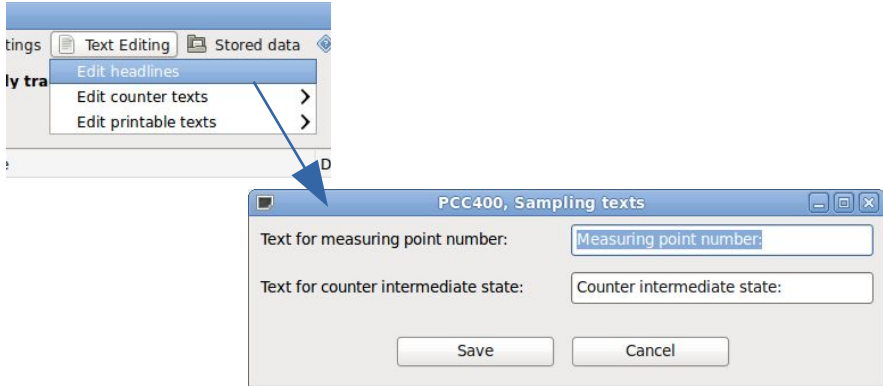 tings Text Editing Stored data
ly tra
Edit headlines
Edit counter texts
Edit printable texts
D
PCC400, Sampling texts
Text for measuring point number: Measuring point number:
Text for counter intermediate state: Counter intermediate state:
Save Cancel